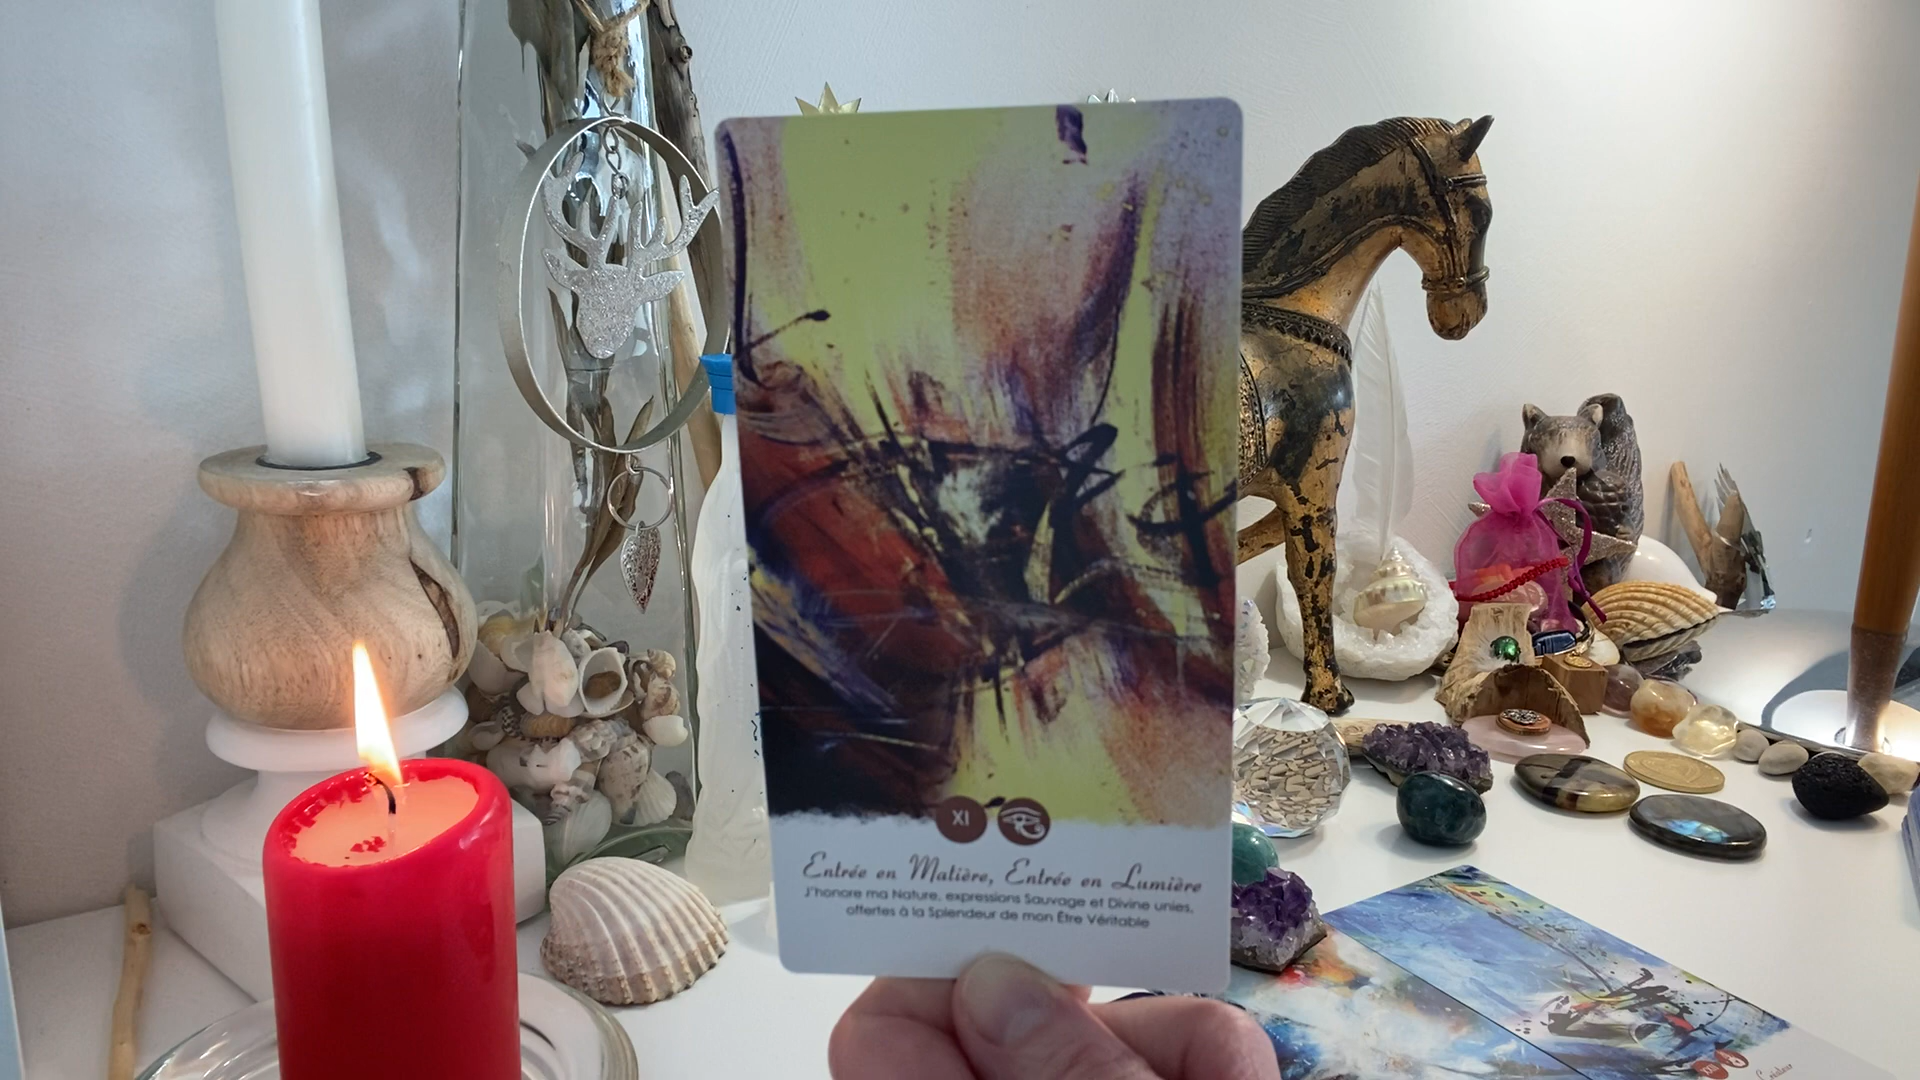 XI
Entrée en Matière, Entrée en Lumière
J'honore ma Nature, expressions Sauvage et Divine unies,
offertes à la Splendeur de mon Être Véritable